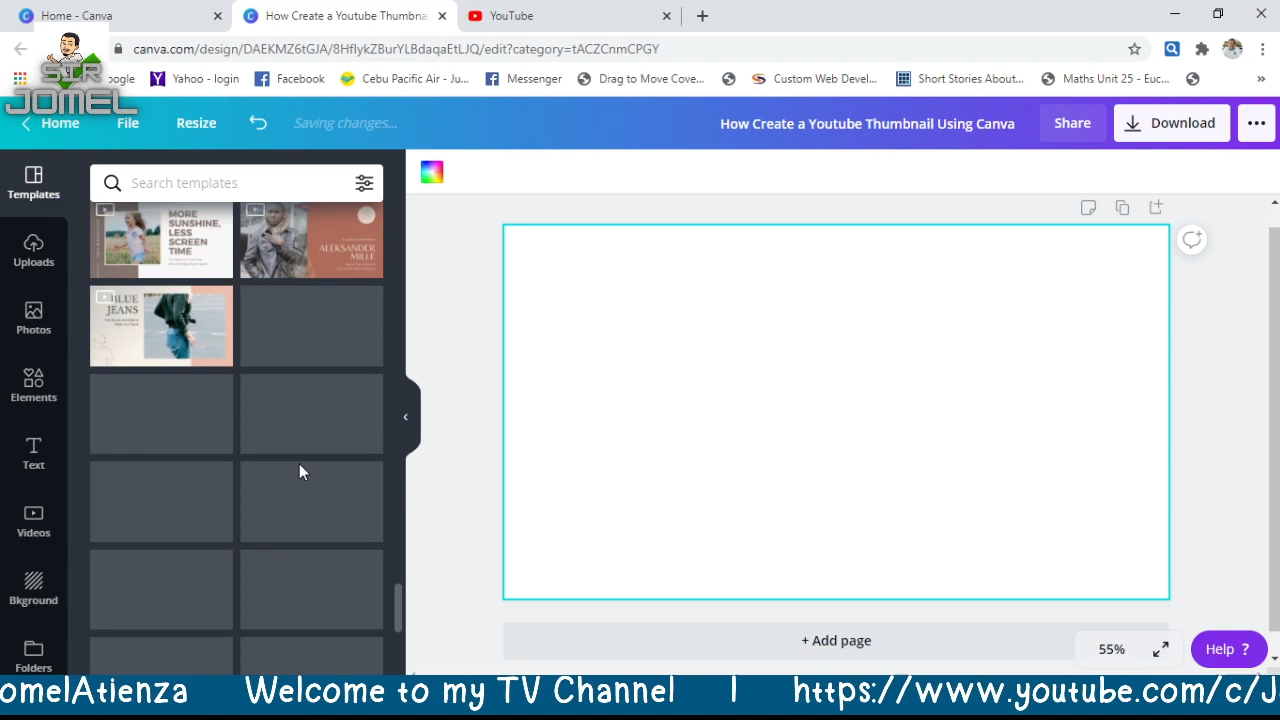 Home - Canva
How Create a Youtube Thumbna
YouTube
canva.com/design/DAEKMZ6tGJA/8HflykZBurYLBdaqaEtLJQ/edit?category=tACZCnmCPGY
ogle
Yahoo - login
Facebook
Cebu Pacific Air - Ju...
Messenger
Drag to Move Cove...
Custom Web Devel...
Short Stories About...
Maths Unit 25 - Euc...
»
SIR
JOMEL
Home
File
Resize
Saving changes...
How Create a Youtube Thumbnail Using Canva
Share
Download
Templates
Search templates
MORE
SUNSHINE,
LESS
SCREEN
TIME
ALEKSANDER
MILLE
Uploads
BLUE
JEANS
Photos
Elements
Text
Videos
Bkground
Folders
+ Add page
55%
Help ?
omelAtienza Welcome to my TV Channel | https://www.youtube.com/c/J